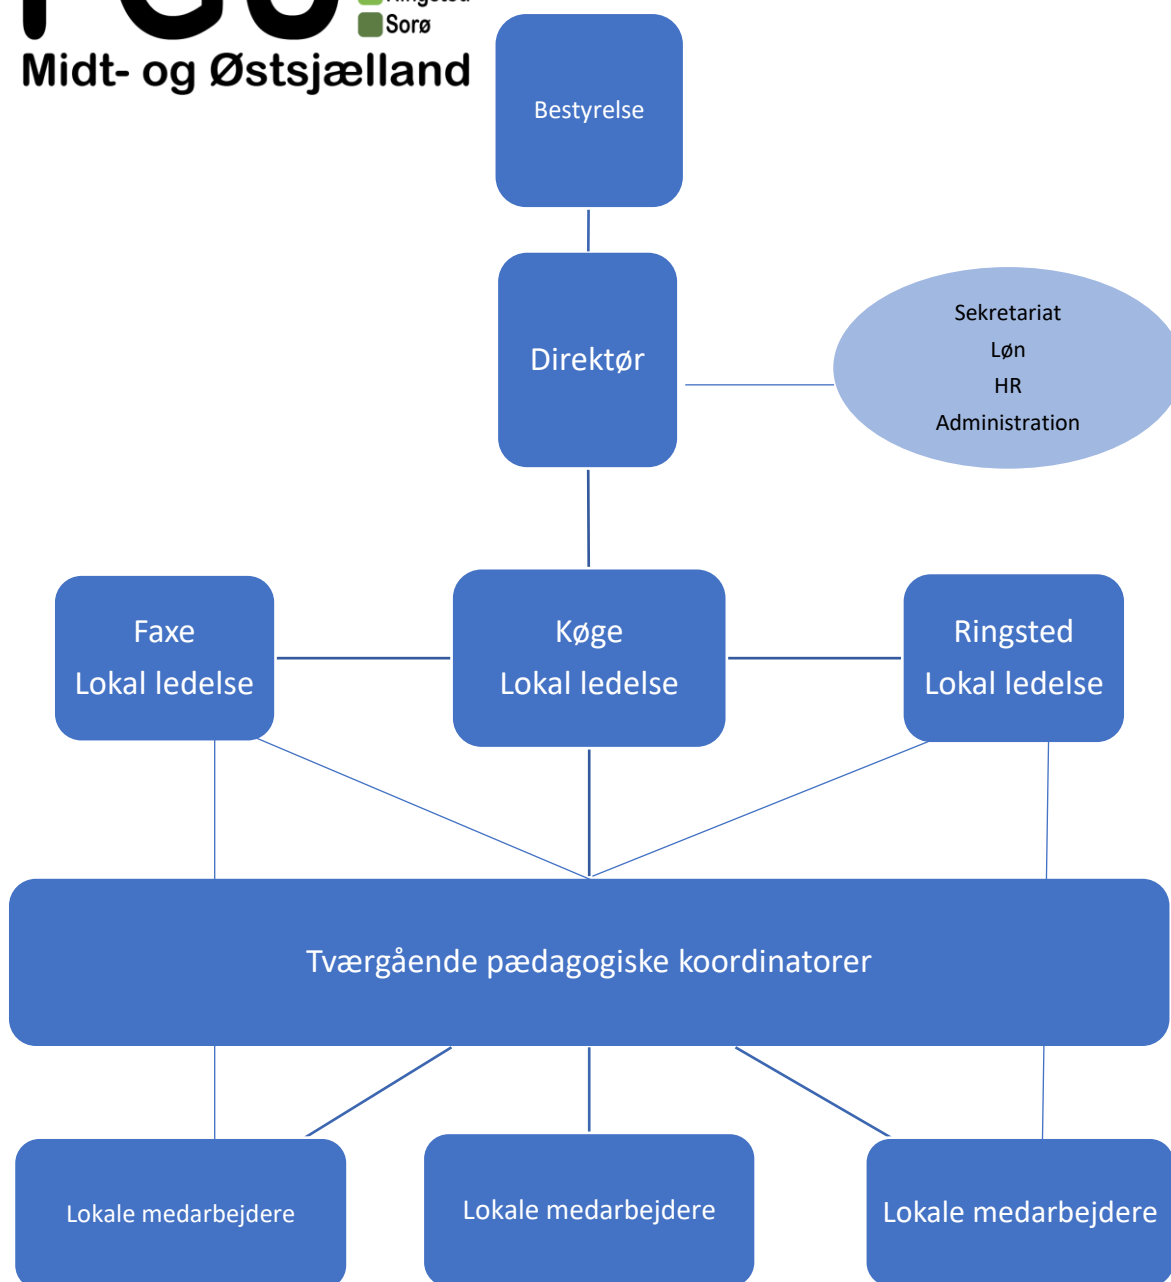 Sorø
Midt- og Østsjælland
Bestyrelse
Direktør
Sekretariat
Løn
HR
Administration
Faxe
Lokal ledelse
Køge
Lokal ledelse
Ringsted
Lokal ledelse
Tværgående pædagogiske koordinatorer
Lokale medarbejdere
Lokale medarbejdere
Lokale medarbejdere